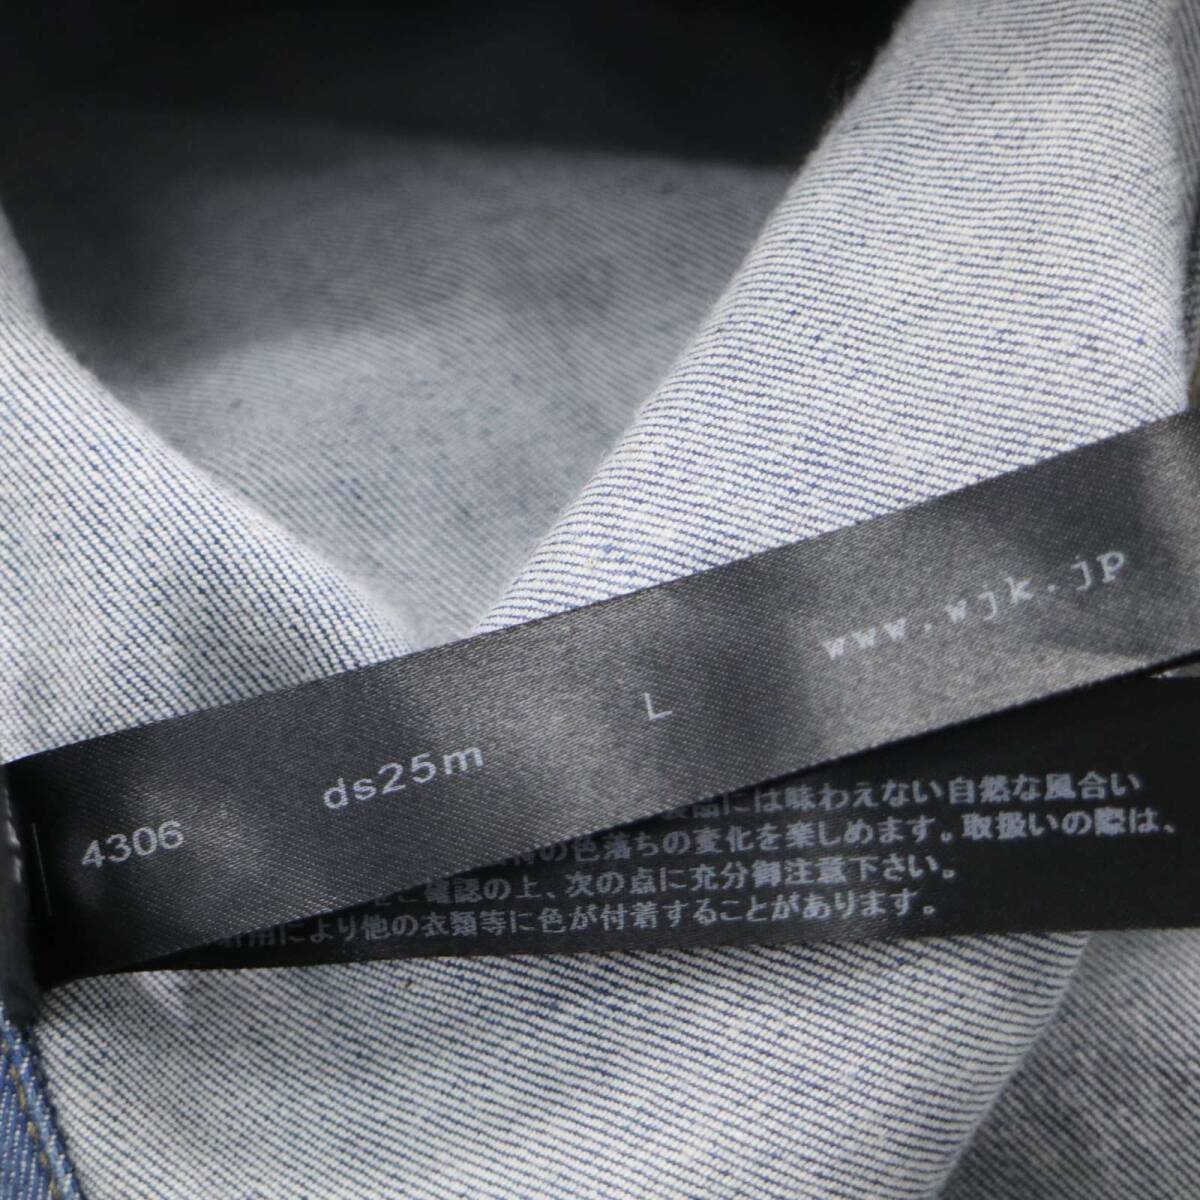 4306 ds25m L www.wjk.jp
には味わえない自然な風合い
の色落ちの変化を楽しめます。取扱いの際は、
確認の上、次の点に充分御注意下さい。
により他の衣類等に色が付着することがあります。